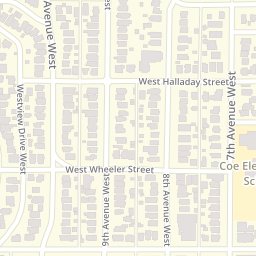 Avenue West
West Halladay Street
Westview Drive West
7th Avenue West
West Wheeler Street
Coe Ele
Sc
9th Avenue West
8th Avenue West